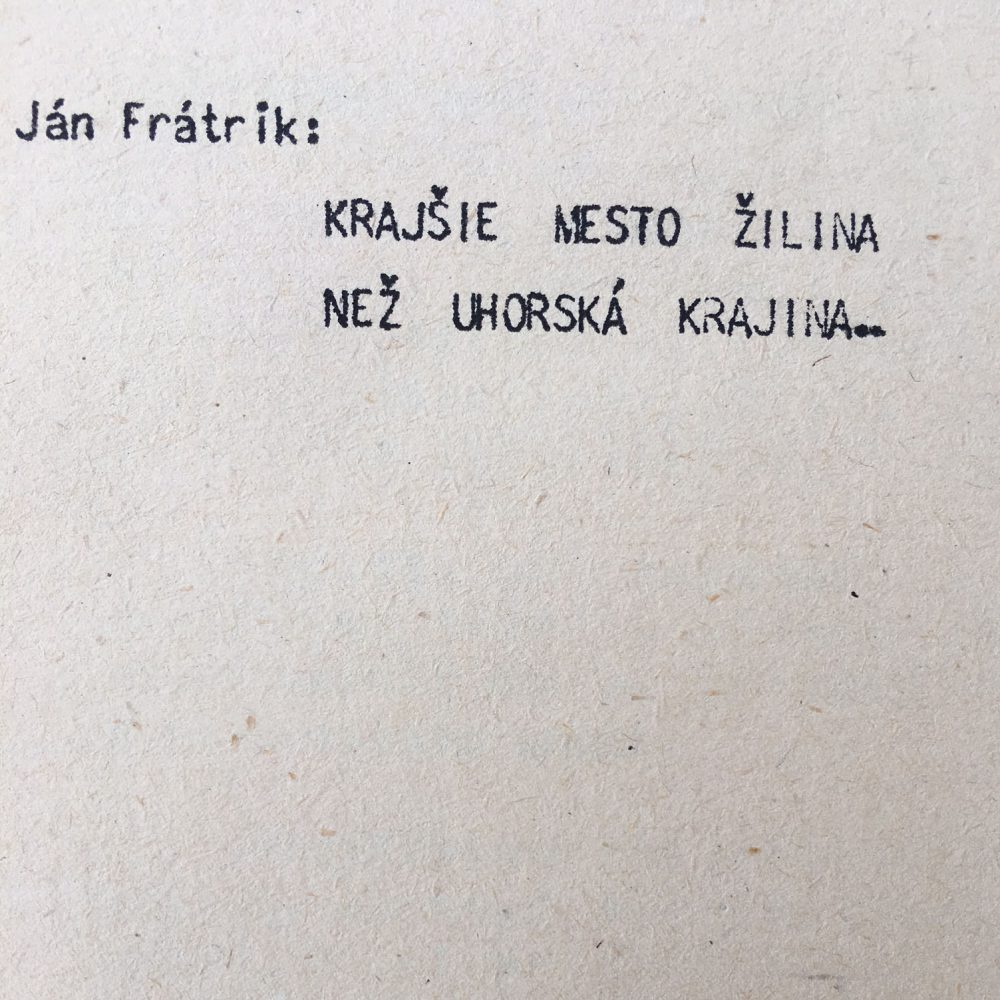 Ján Frátrik:
KRAJŠIE MESTO ŽILINA
NEŽ UHORSKÁ KRAJINA..